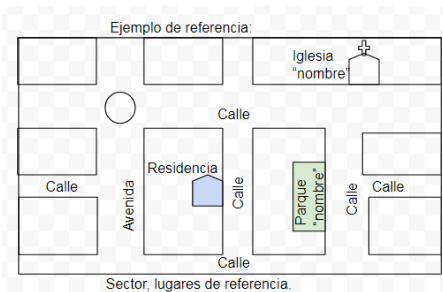 Ejemplo de referencia:
Iglesia
“nombre”
Calle
Residencia
Calle
Avenida
Calle
Parque
“nombre”
Calle
Calle
Calle
Sector, lugares de referencia.